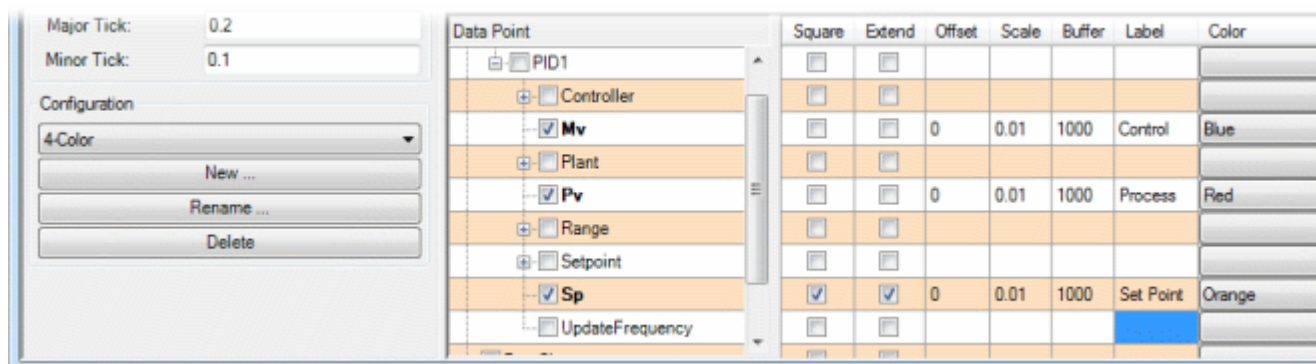 Major Tick: 0.2
Minor Tick: 0.1
Configuration
4-Color
New ...
Rename ...
Delete
Data Point Square Extend Offset Scale Buffer Label Color
PID1
Controller
Mv 0 0.01 1000 Control Blue
Plant
Pv 0 0.01 1000 Process Red
Range
Setpoint
Sp 0 0.01 1000 Set Point Orange
UpdateFrequency